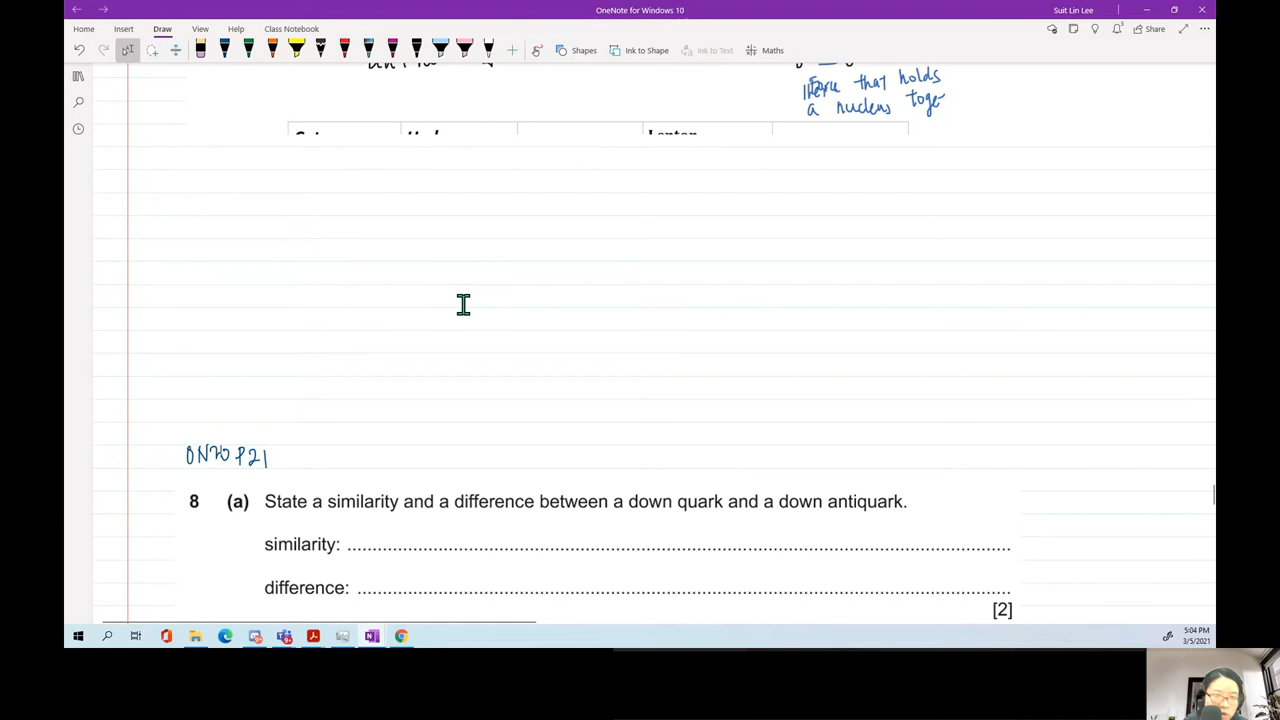 OneNote for Windows 10
Suit Lin Lee
Home Insert Draw View Help Class Notebook
Share
Shapes Ink to Shape Ink to Text Maths
force that holds
a nucleus toge
Lepton
ON20 P21
8 (a) State a similarity and a difference between a down quark and a down antiquark.
similarity: ....................................................................
difference: ....................................................................
[2]
5:04 PM
3/5/2021